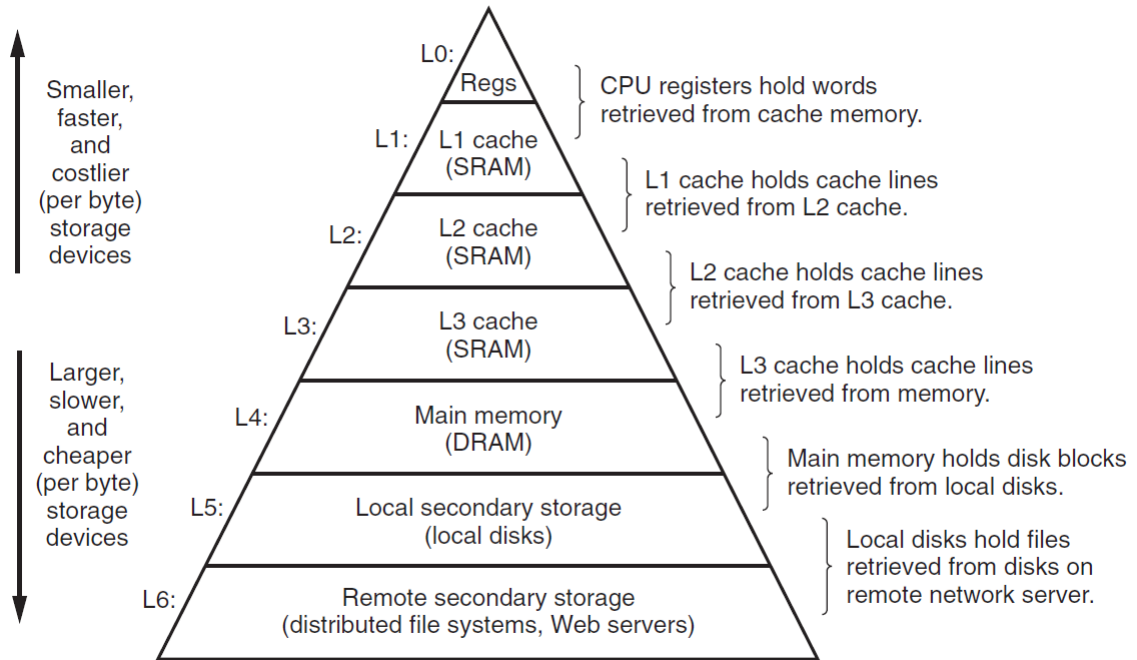 L0:
Regs
CPU registers hold words
retrieved from cache memory.
Smaller,
faster,
and
costlier
(per byte)
storage
devices
L1:
L1 cache
(SRAM)
L1 cache holds cache lines
retrieved from L2 cache.
L2:
L2 cache
(SRAM)
L2 cache holds cache lines
retrieved from L3 cache.
L3:
L3 cache
(SRAM)
L3 cache holds cache lines
retrieved from memory.
Larger,
slower,
and
cheaper
(per byte)
storage
devices
L4:
Main memory
(DRAM)
Main memory holds disk blocks
retrieved from local disks.
L5:
Local secondary storage
(local disks)
Local disks hold files
retrieved from disks on
remote network server.
L6:
Remote secondary storage
(distributed file systems, Web servers)